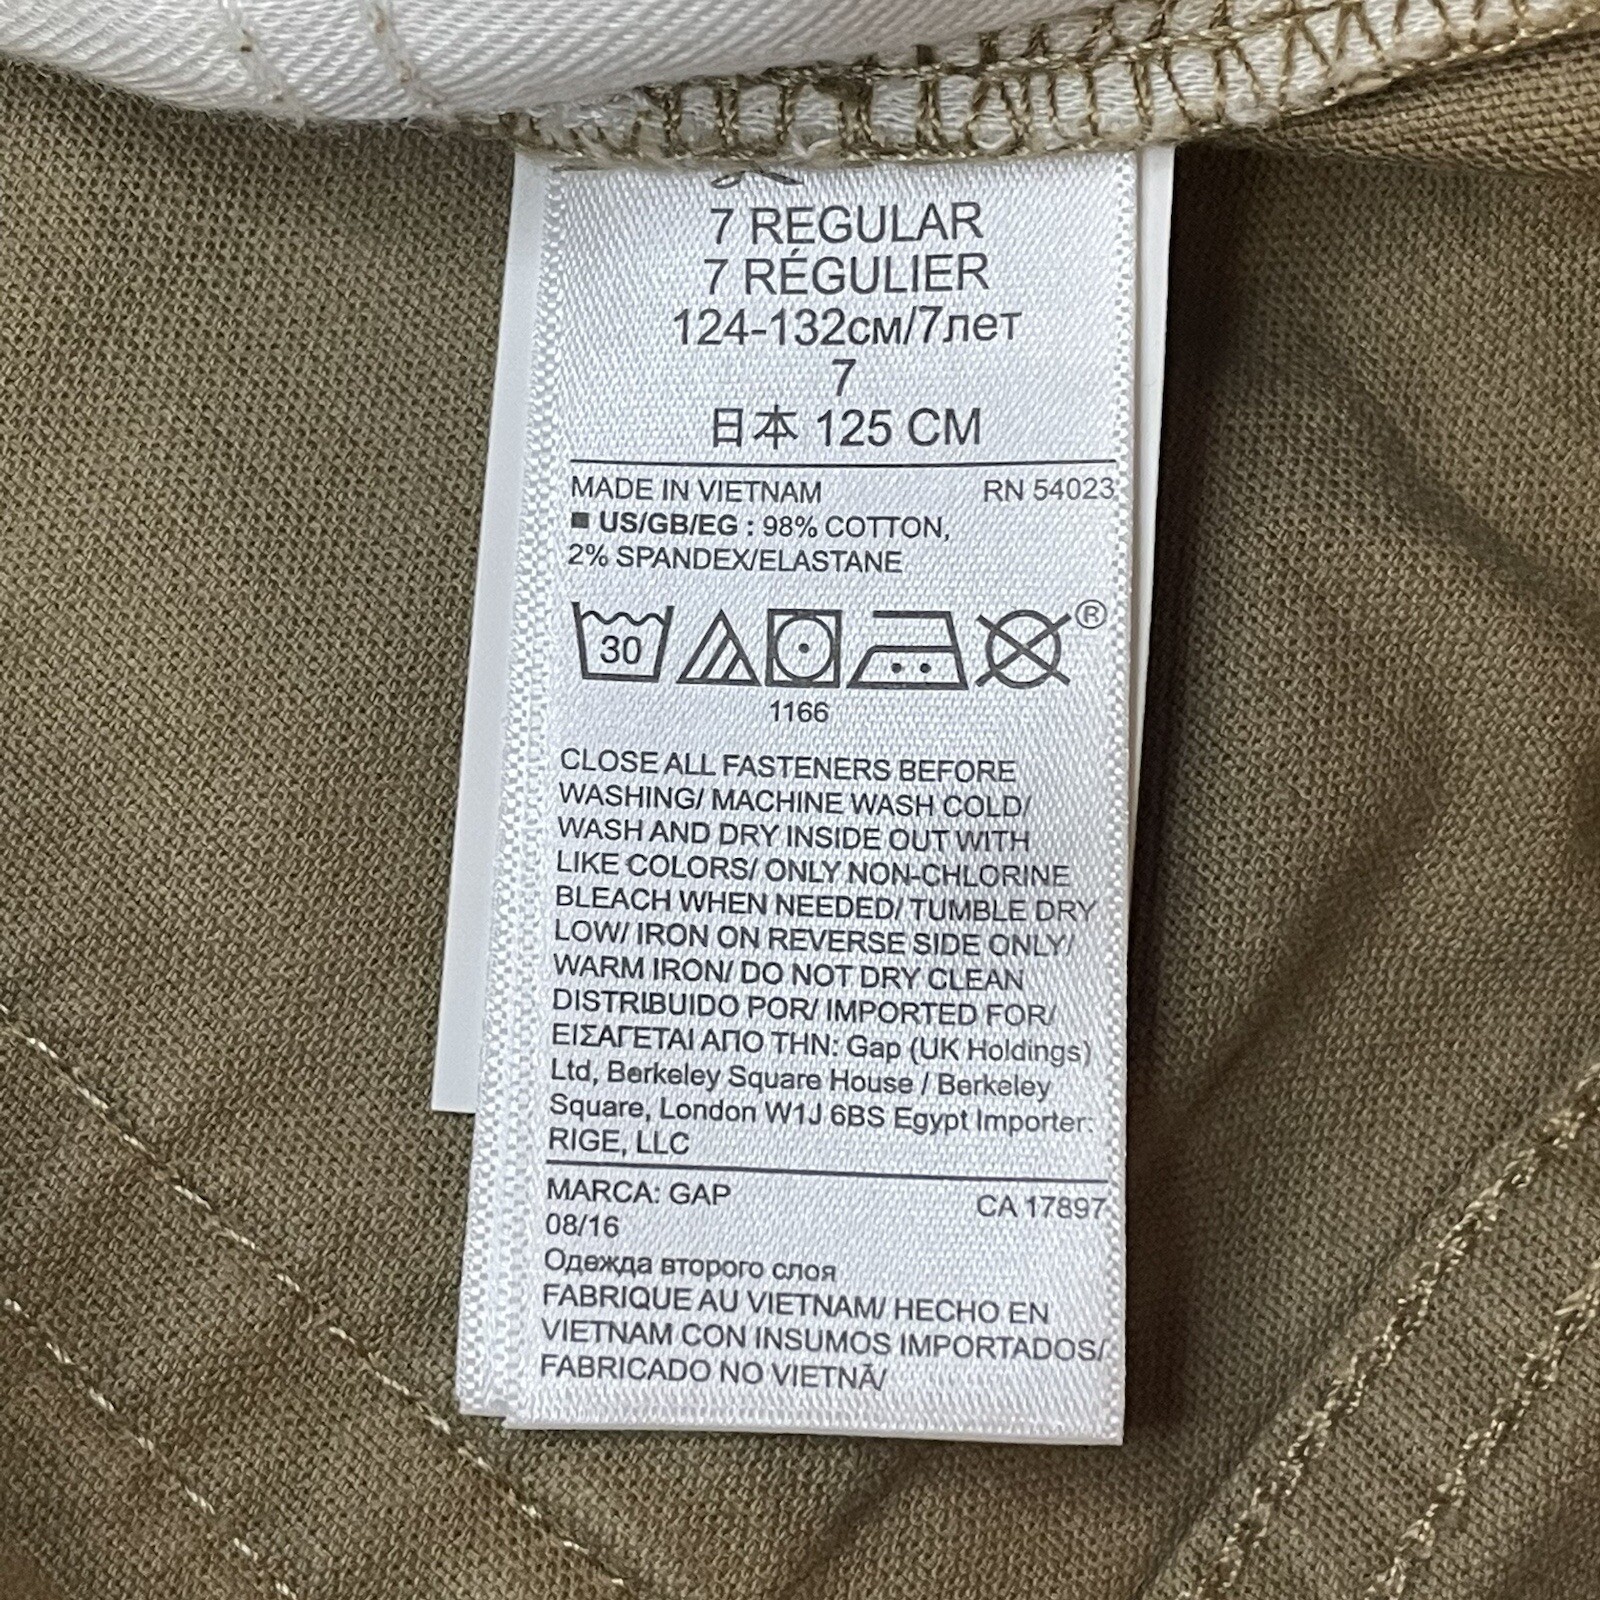 7 REGULAR
7 RÉGULIER
124-132см/7лет
7
日本 125 CM
MADE IN VIETNAM RN 54023
US/GB/EG : 98% COTTON,
2% SPANDEX/ELASTANE
30
®
1166
CLOSE ALL FASTENERS BEFORE
WASHING/ MACHINE WASH COLD/
WASH AND DRY INSIDE OUT WITH
LIKE COLORS/ ONLY NON-CHLORINE
BLEACH WHEN NEEDED/ TUMBLE DRY
LOW/ IRON ON REVERSE SIDE ONLY/
WARM IRON/ DO NOT DRY CLEAN
DISTRIBUIDO POR/ IMPORTED FOR/
ΕΙΣΑΓΕΤΑΙ ΑΠΟ ΤΗΝ: Gap (UK Holdings)
Ltd, Berkeley Square House / Berkeley
Square, London W1J 6BS Egypt Importer:
RIGE, LLC
MARCA: GAP CA 17897
08/16
Одежда второго слоя
FABRIQUE AU VIETNAM/ HECHO EN
VIETNAM CON INSUMOS IMPORTADOS/
FABRICADO NO VIETNÃ/